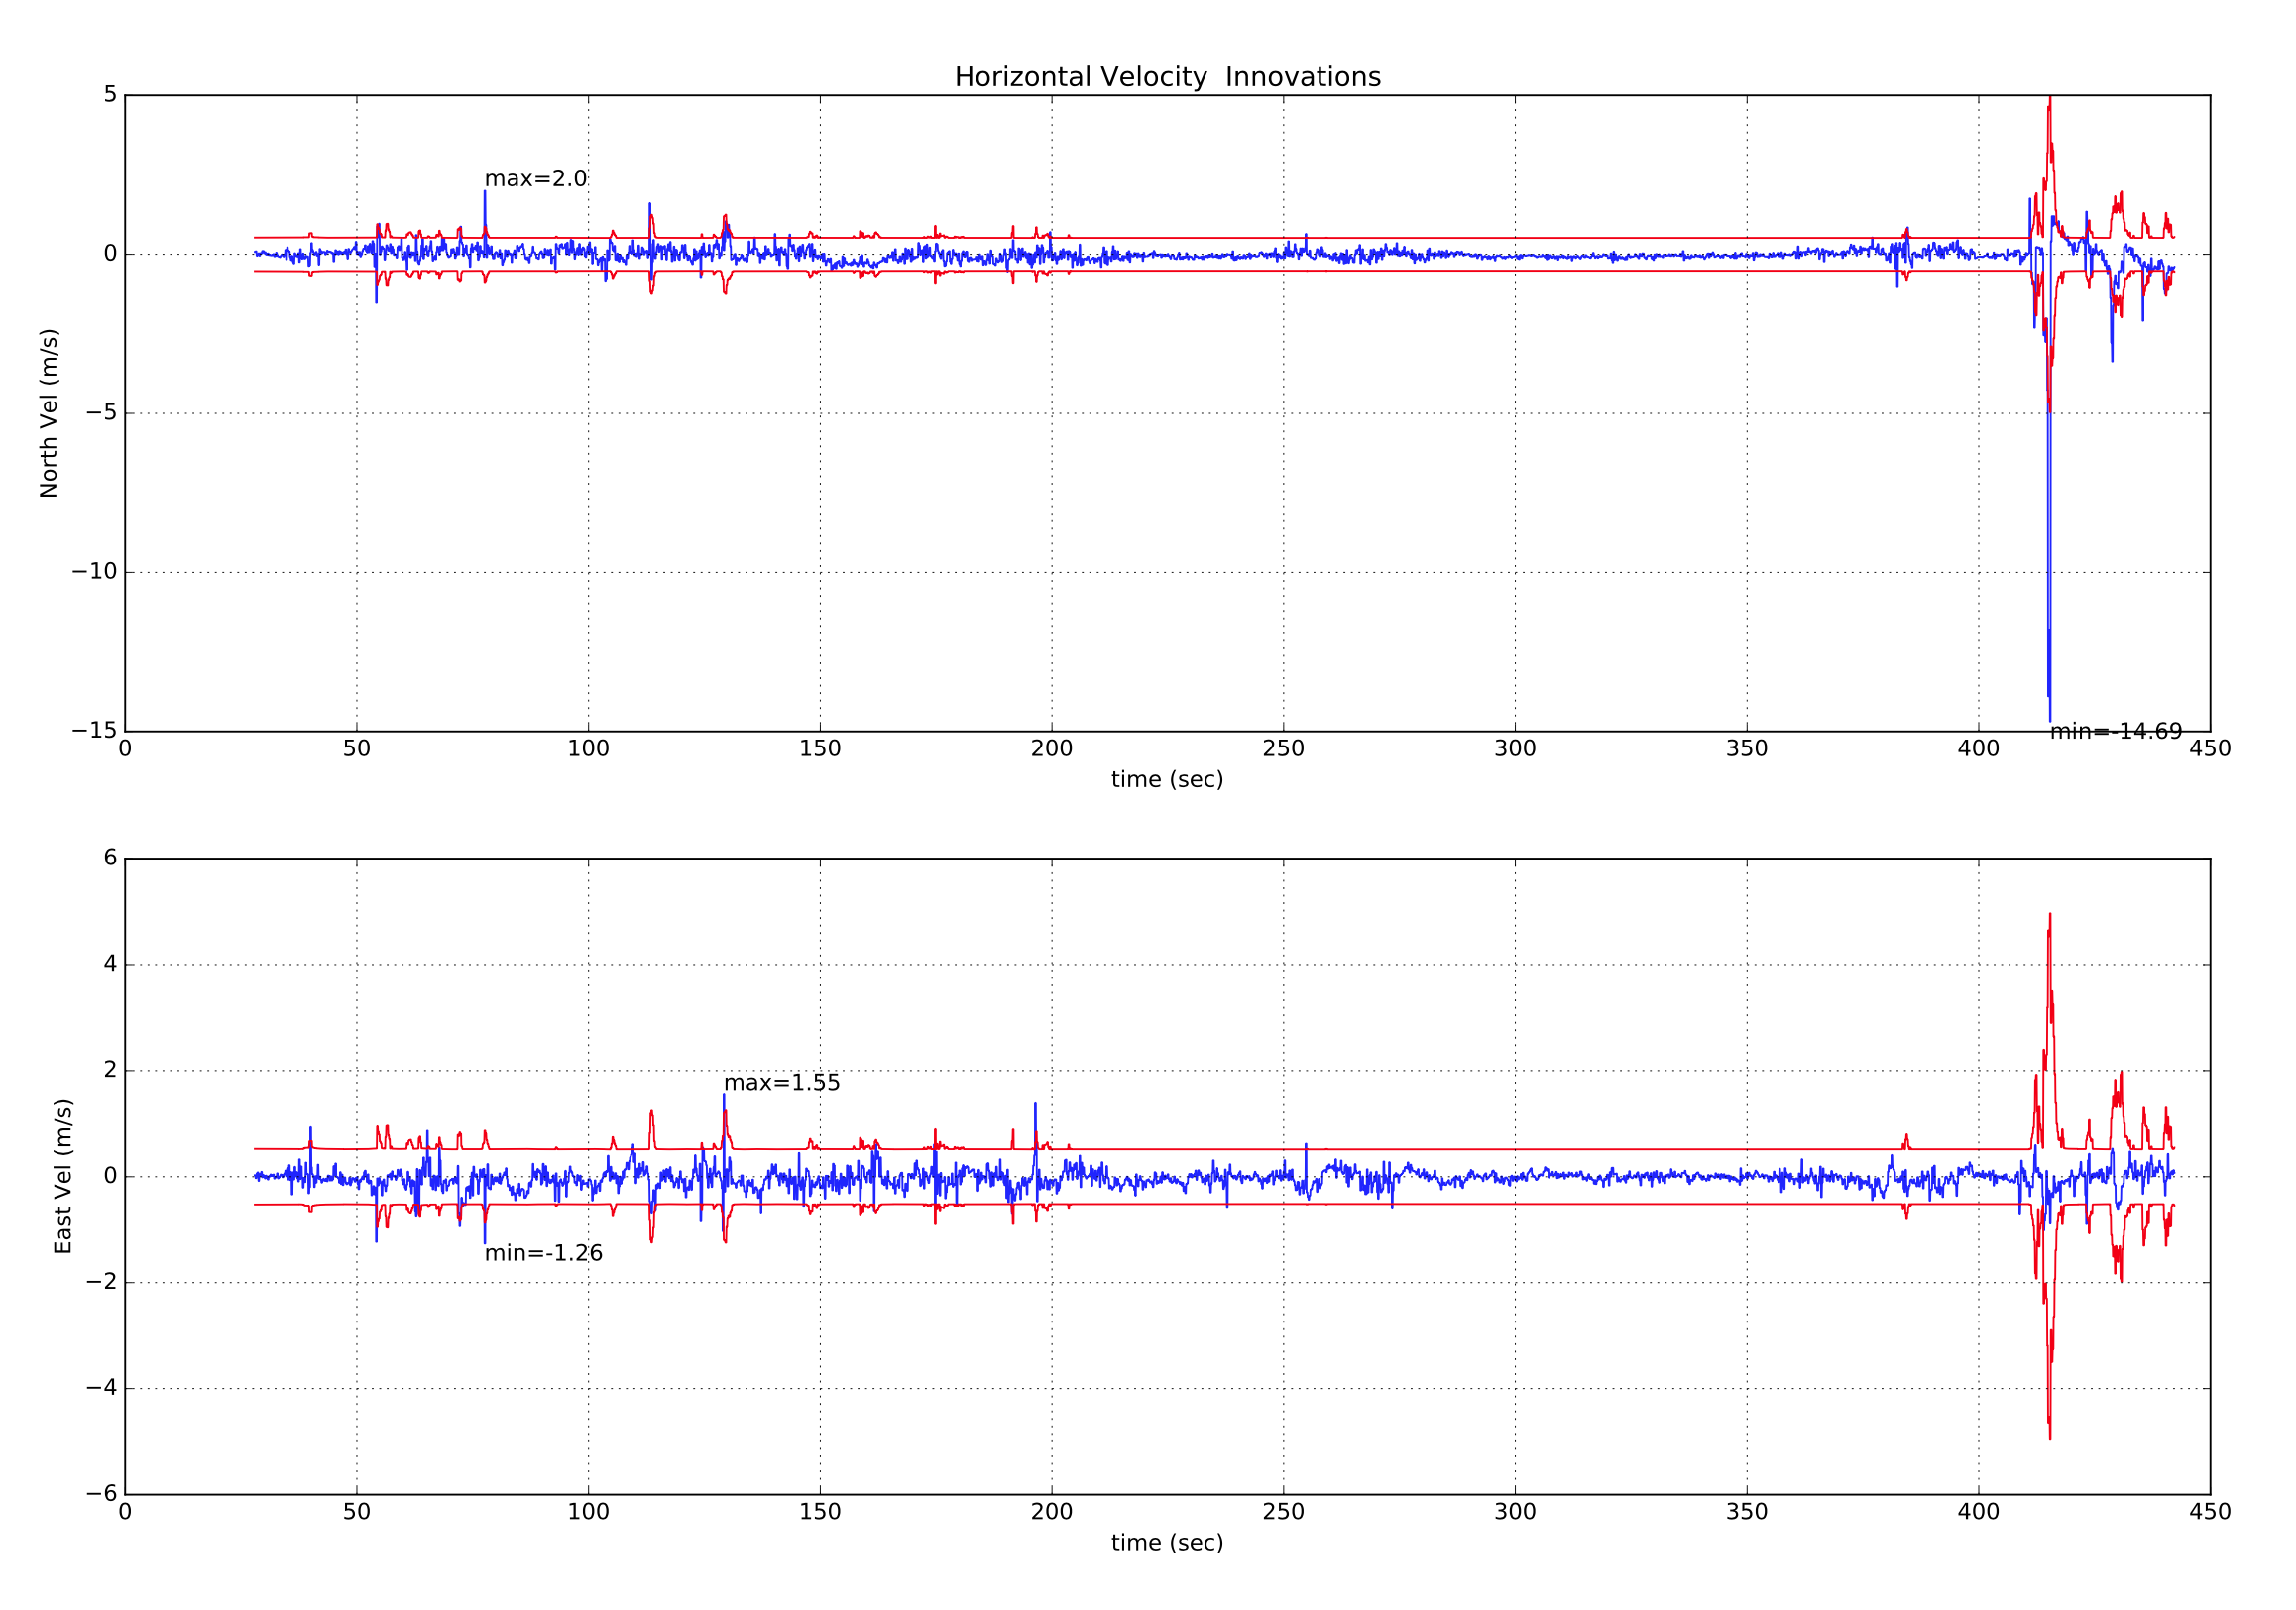 Horizontal Velocity  Innovations
5
0
−5
−10
−15
North Vel (m/s)
max=2.0
min=-14.69
0 50 100 150 200 250 300 350 400 450
time (sec)
6
4
2
0
−2
−4
−6
East Vel (m/s)
max=1.55
min=-1.26
0 50 100 150 200 250 300 350 400 450
time (sec)